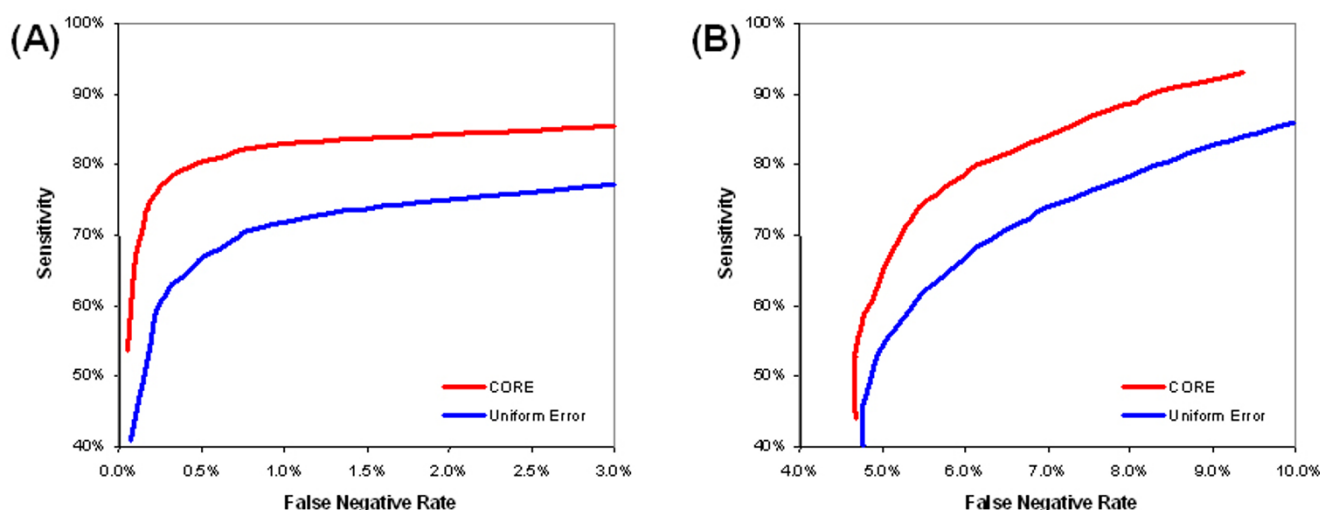 (A)
100%
90%
80%
70%
60%
50%
40%
Sensitivity
CORE
Uniform Error
0.0%
0.5%
1.0%
1.5%
2.0%
2.5%
3.0%
False Negative Rate
(B)
100%
90%
80%
70%
60%
50%
40%
Sensitivity
CORE
Uniform Error
4.0%
5.0%
6.0%
7.0%
8.0%
9.0%
10.0%
False Negative Rate